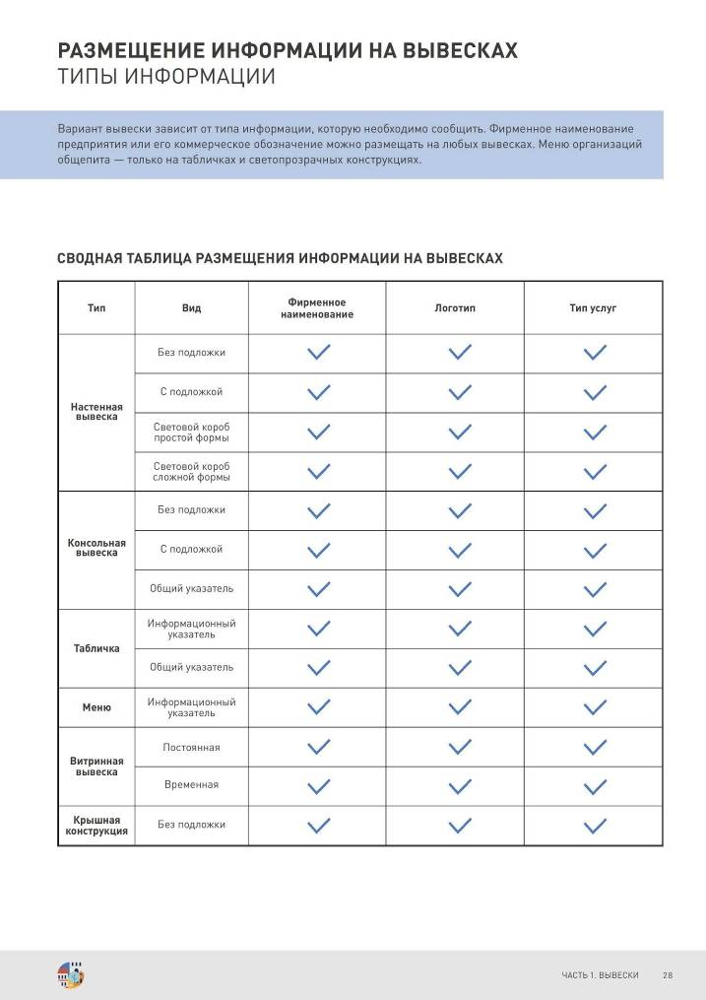 РАЗМЕЩЕНИЕ ИНФОРМАЦИИ НА ВЫВЕСКАХ
ТИПЫ ИНФОРМАЦИИ
Вариант вывески зависит от типа информации, которую необходимо сообщить. Фирменное наименование
предприятия или его коммерческое обозначение можно размещать на любых вывесках. Меню организаций
общепита — только на табличках и светопрозрачных конструкциях.
СВОДНАЯ ТАБЛИЦА РАЗМЕЩЕНИЯ ИНФОРМАЦИИ НА ВЫВЕСКАХ
Тип
Вид
Фирменное
наименование
Логотип
Тип услуг
Настенная
вывеска
Без подложки
С подложкой
Световой короб
простой формы
Световой короб
сложной формы
Консольная
вывеска
Без подложки
С подложкой
Общий указатель
Табличка
Информационный
указатель
Общий указатель
Меню
Информационный
указатель
Витринная
вывеска
Постоянная
Временная
Крышная
конструкция
Без подложки
ЧАСТЬ 1. ВЫВЕСКИ 28